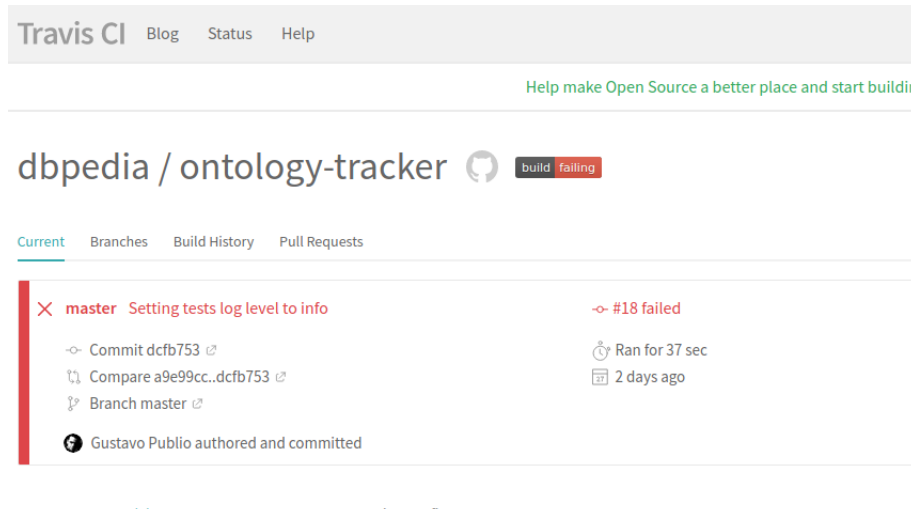 Travis CI Blog Status Help
Help make Open Source a better place and start buildin
dbpedia / ontology-tracker build failing
Current Branches Build History Pull Requests
master Setting tests log level to info #18 failed
Commit dcfb753 Ran for 37 sec
Compare a9e99cc..dcfb753 2 days ago
Branch master
Gustavo Publio authored and committed